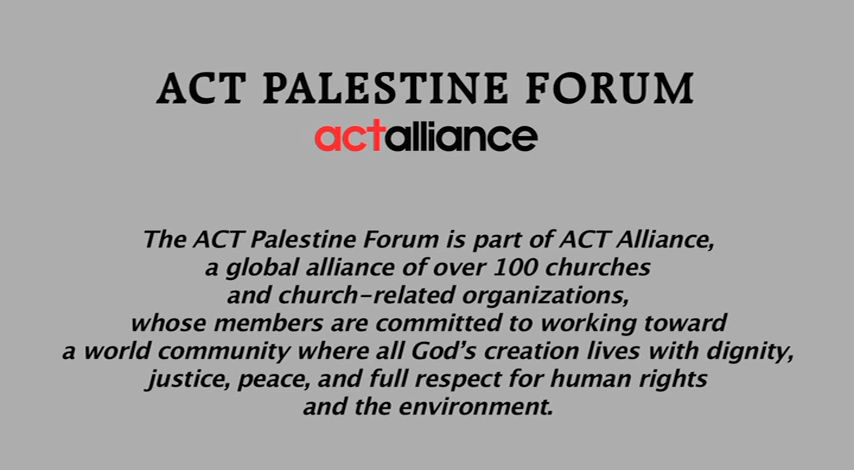 ACT PALESTINE FORUM
actalliance
The ACT Palestine Forum is part of ACT Alliance,
a global alliance of over 100 churches
and church-related organizations,
whose members are committed to working toward
a world community where all God’s creation lives with dignity,
justice, peace, and full respect for human rights
and the environment.